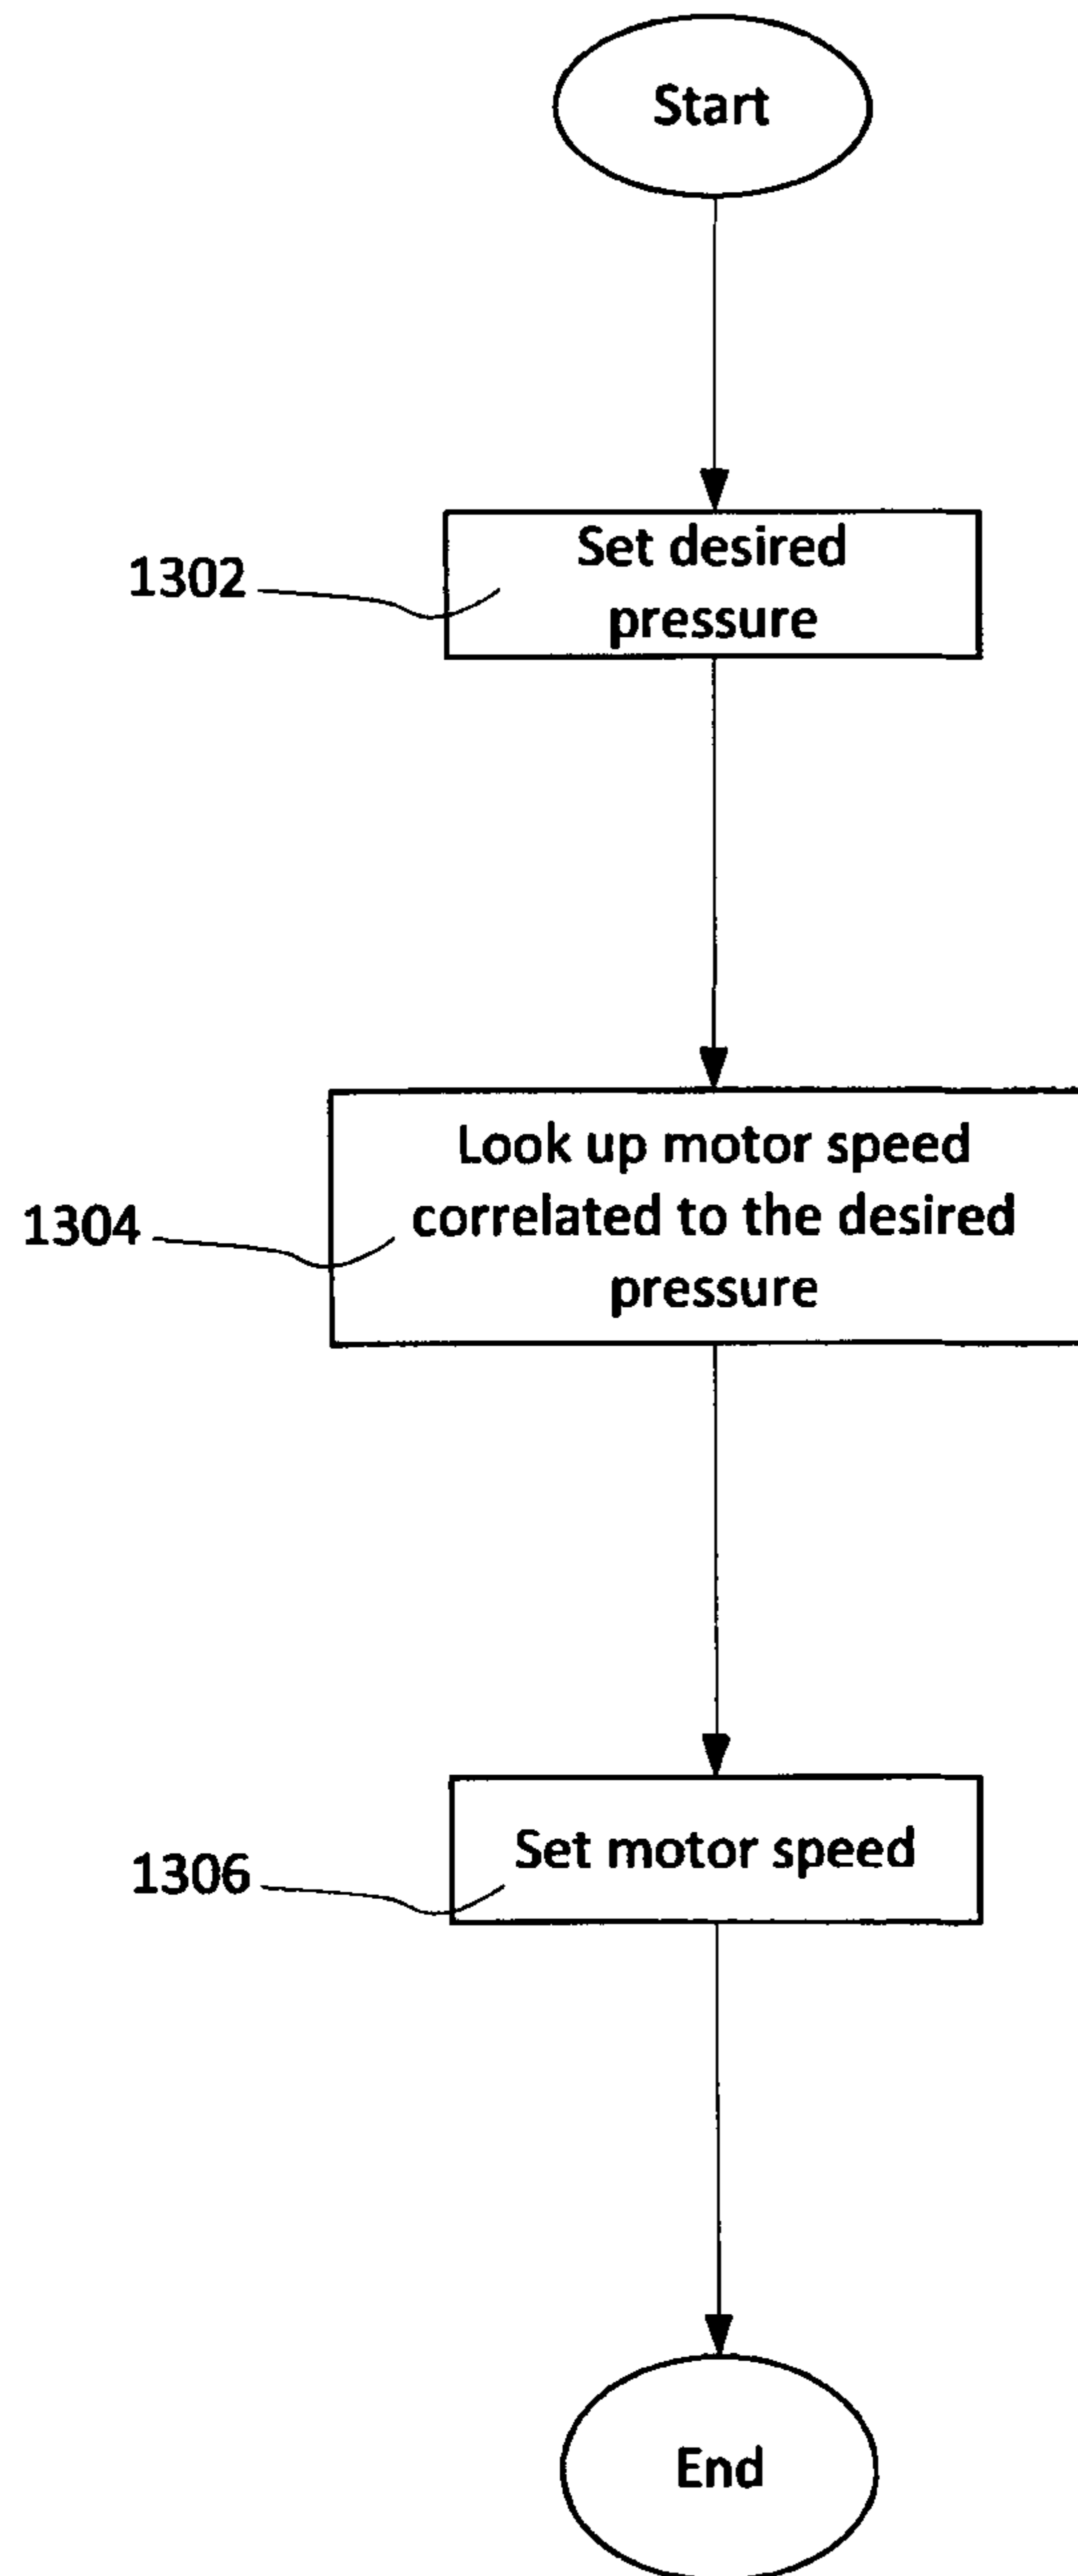 Start
1302
Set desired
pressure
1304
Look up motor speed
correlated to the desired
pressure
1306
Set motor speed
End